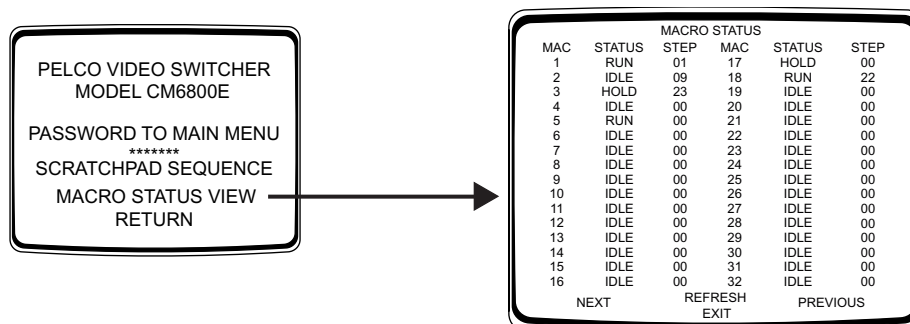 PELCO VIDEO SWITCHER
MODEL CM6800E
PASSWORD TO MAIN MENU
*******
SCRATCHPAD SEQUENCE
MACRO STATUS VIEW
RETURN
MACRO STATUS
MAC STATUS STEP MAC STATUS STEP
1 RUN 01 17 HOLD 00
2 IDLE 09 18 RUN 22
3 HOLD 23 19 IDLE 00
4 IDLE 00 20 IDLE 00
5 RUN 00 21 IDLE 00
6 IDLE 00 22 IDLE 00
7 IDLE 00 23 IDLE 00
8 IDLE 00 24 IDLE 00
9 IDLE 00 25 IDLE 00
10 IDLE 00 26 IDLE 00
11 IDLE 00 27 IDLE 00
12 IDLE 00 28 IDLE 00
13 IDLE 00 29 IDLE 00
14 IDLE 00 30 IDLE 00
15 IDLE 00 31 IDLE 00
16 IDLE 00 32 IDLE 00
NEXT REFRESH PREVIOUS
EXIT